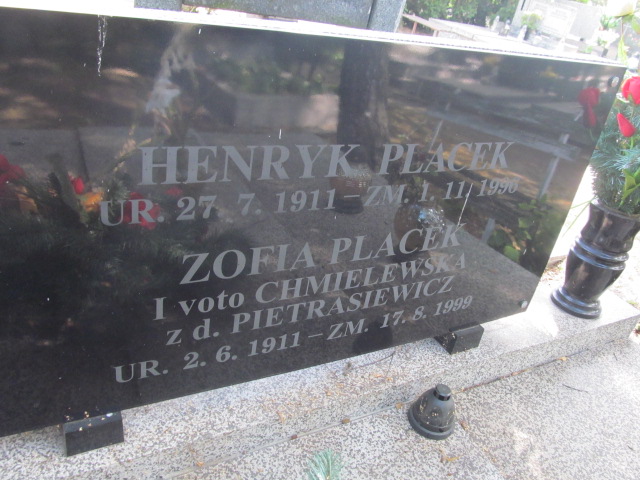 HENRYK PLACEK
UR. 27. 7. 1911 – ZM. 1. 11. 1990
ZOFIA PLACEK
I voto CHMIELEWSKA
z d. PIETRASIEWICZ
UR. 2. 6. 1911 – ZM. 17. 8. 1999